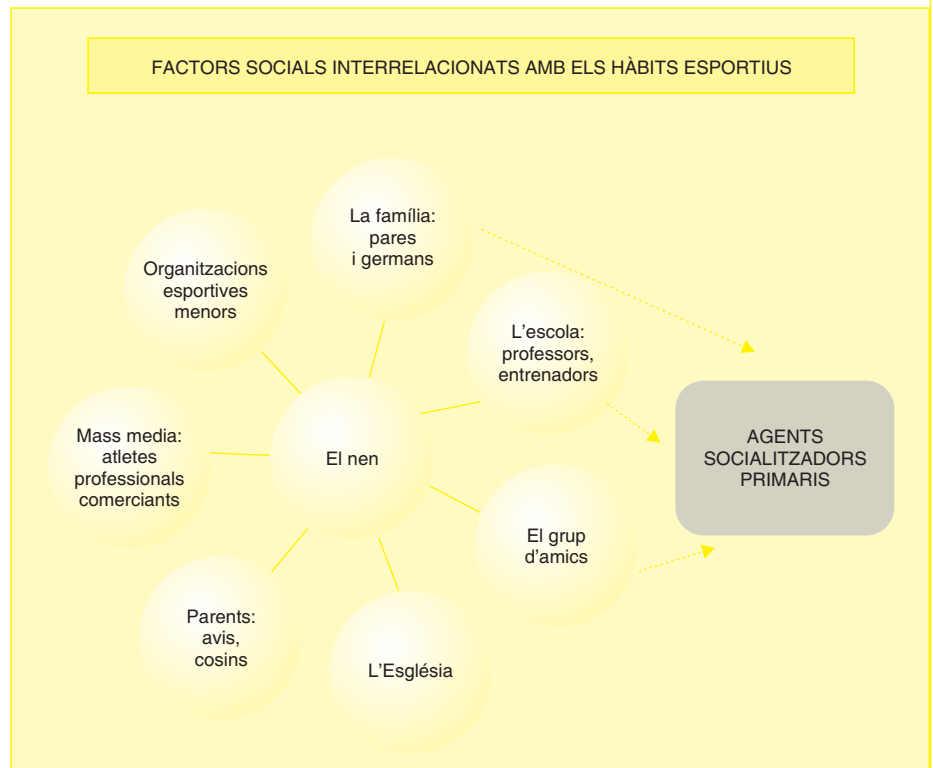 FACTORS SOCIALS INTERRELACIONATS AMB ELS HÀBITS ESPORTIUS
La família:
pares
i germans
Organitzacions
esportives
menors
L'escola:
professors,
entrenadors
Mass media:
atletes
professionals
comerciants
El nen
AGENTS
SOCIALITZADORS
PRIMARIS
El grup
d'amics
Parents:
avis,
cosins
L'Església